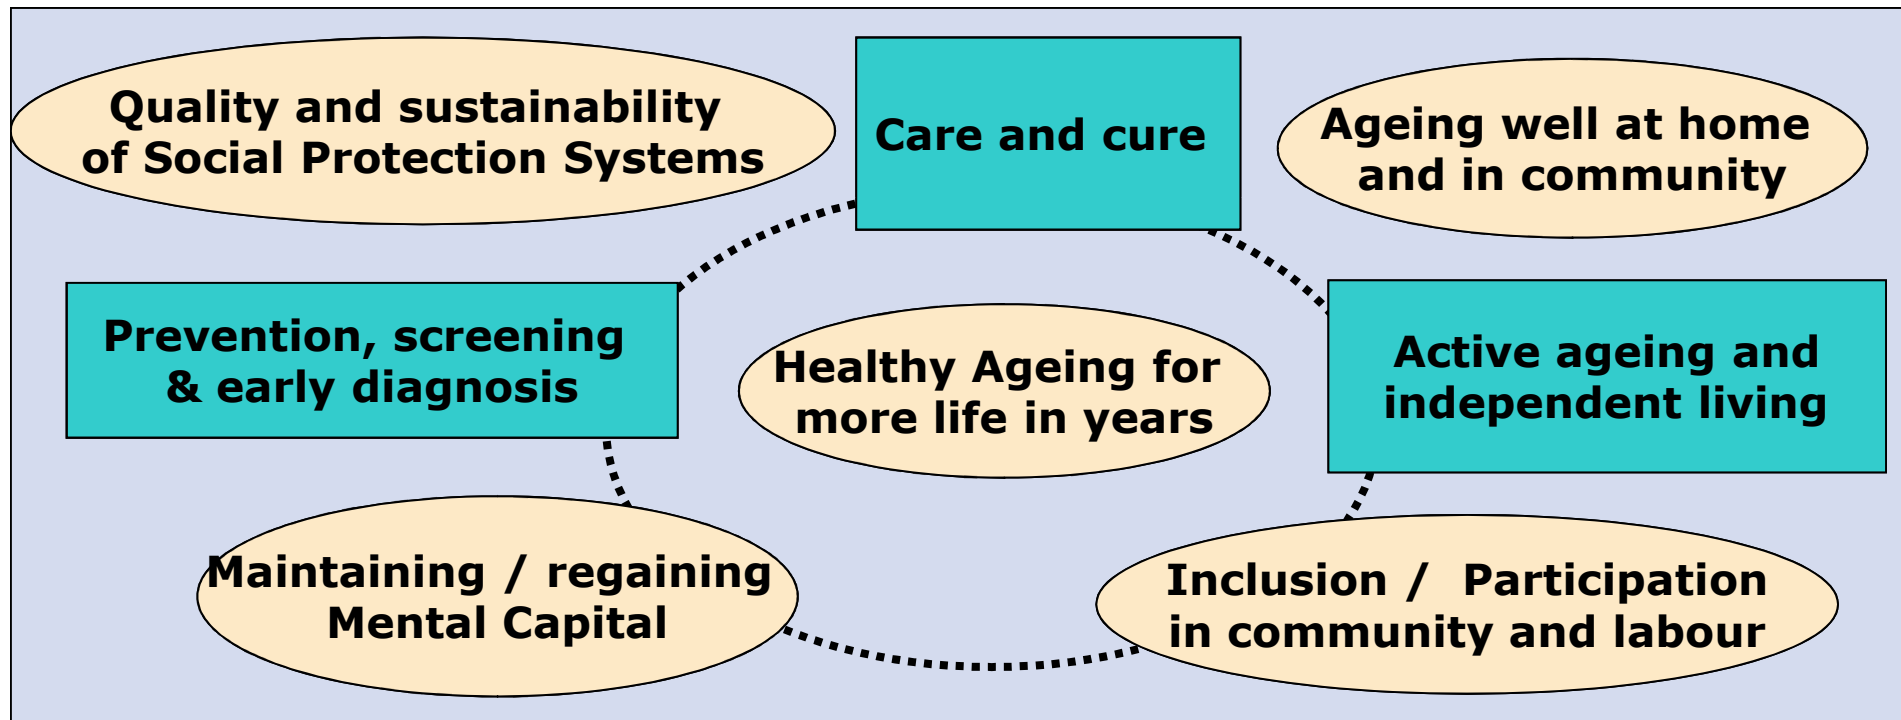 Quality and sustainability
of Social Protection Systems
Care and cure
Ageing well at home
and in community
Prevention, screening
& early diagnosis
Healthy Ageing for
more life in years
Active ageing and
independent living
Maintaining / regaining
Mental Capital
Inclusion / Participation
in community and labour